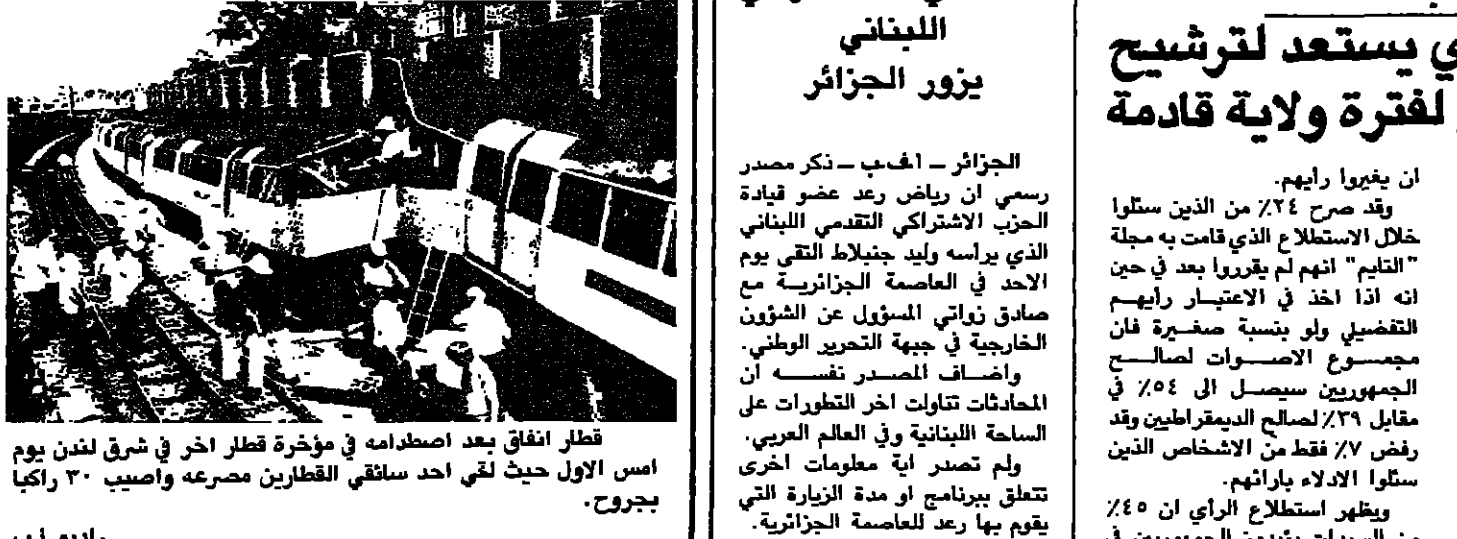 ي يستعد لترشيح
لفترة ولاية قادمة
ان يغيروا رايهم.
وقد صرح ٢٤٪ من الذين سئلوا
خلال الاستطلاع الذي قامت به مجلة
"التايم" انهم لم يقرروا بعد في حين
انه اذا اخذ في الاعتبار رأيهم
التفضيلي ولو بنسبة صغيرة فان
مجموع الاصوات لصالح
الجمهوريين سيصل الى ٥٤٪ في
مقابل ٣٩٪ لصالح الديمقراطيين وقد
رفض ٧٪ فقط من الاشخاص الذين
سئلوا الادلاء بارائهم.
ويظهر استطلاع الرأي ان ٤٥٪
من السيدات يؤيدون الجمهوريين في
اللبناني
يزور الجزائر
الجزائر – ا.ف.ب – ذكر مصدر
رسمي ان رياض رعد عضو قيادة
الحزب الاشتراكي التقدمي اللبناني
الذي يراسه وليد جنبلاط التقى يوم
الاحد في العاصمة الجزائرية مع
صادق زواتي المسؤول عن الشؤون
الخارجية في جبهة التحرير الوطني.
واضاف المصدر نفسه ان
المحادثات تناولت اخر التطورات على
الساحة اللبنانية وفي العالم العربي.
ولم تصدر اية معلومات اخرى
تتعلق ببرنامج او مدة الزيارة التي
يقوم بها رعد للعاصمة الجزائرية.
قطار انفاق بعد اصطدامه في مؤخرة قطار اخر في شرق لندن يوم
امس الاول حيث لقي احد سائقي القطارين مصرعه واصيب ٣٠ راكبا
بجروح.